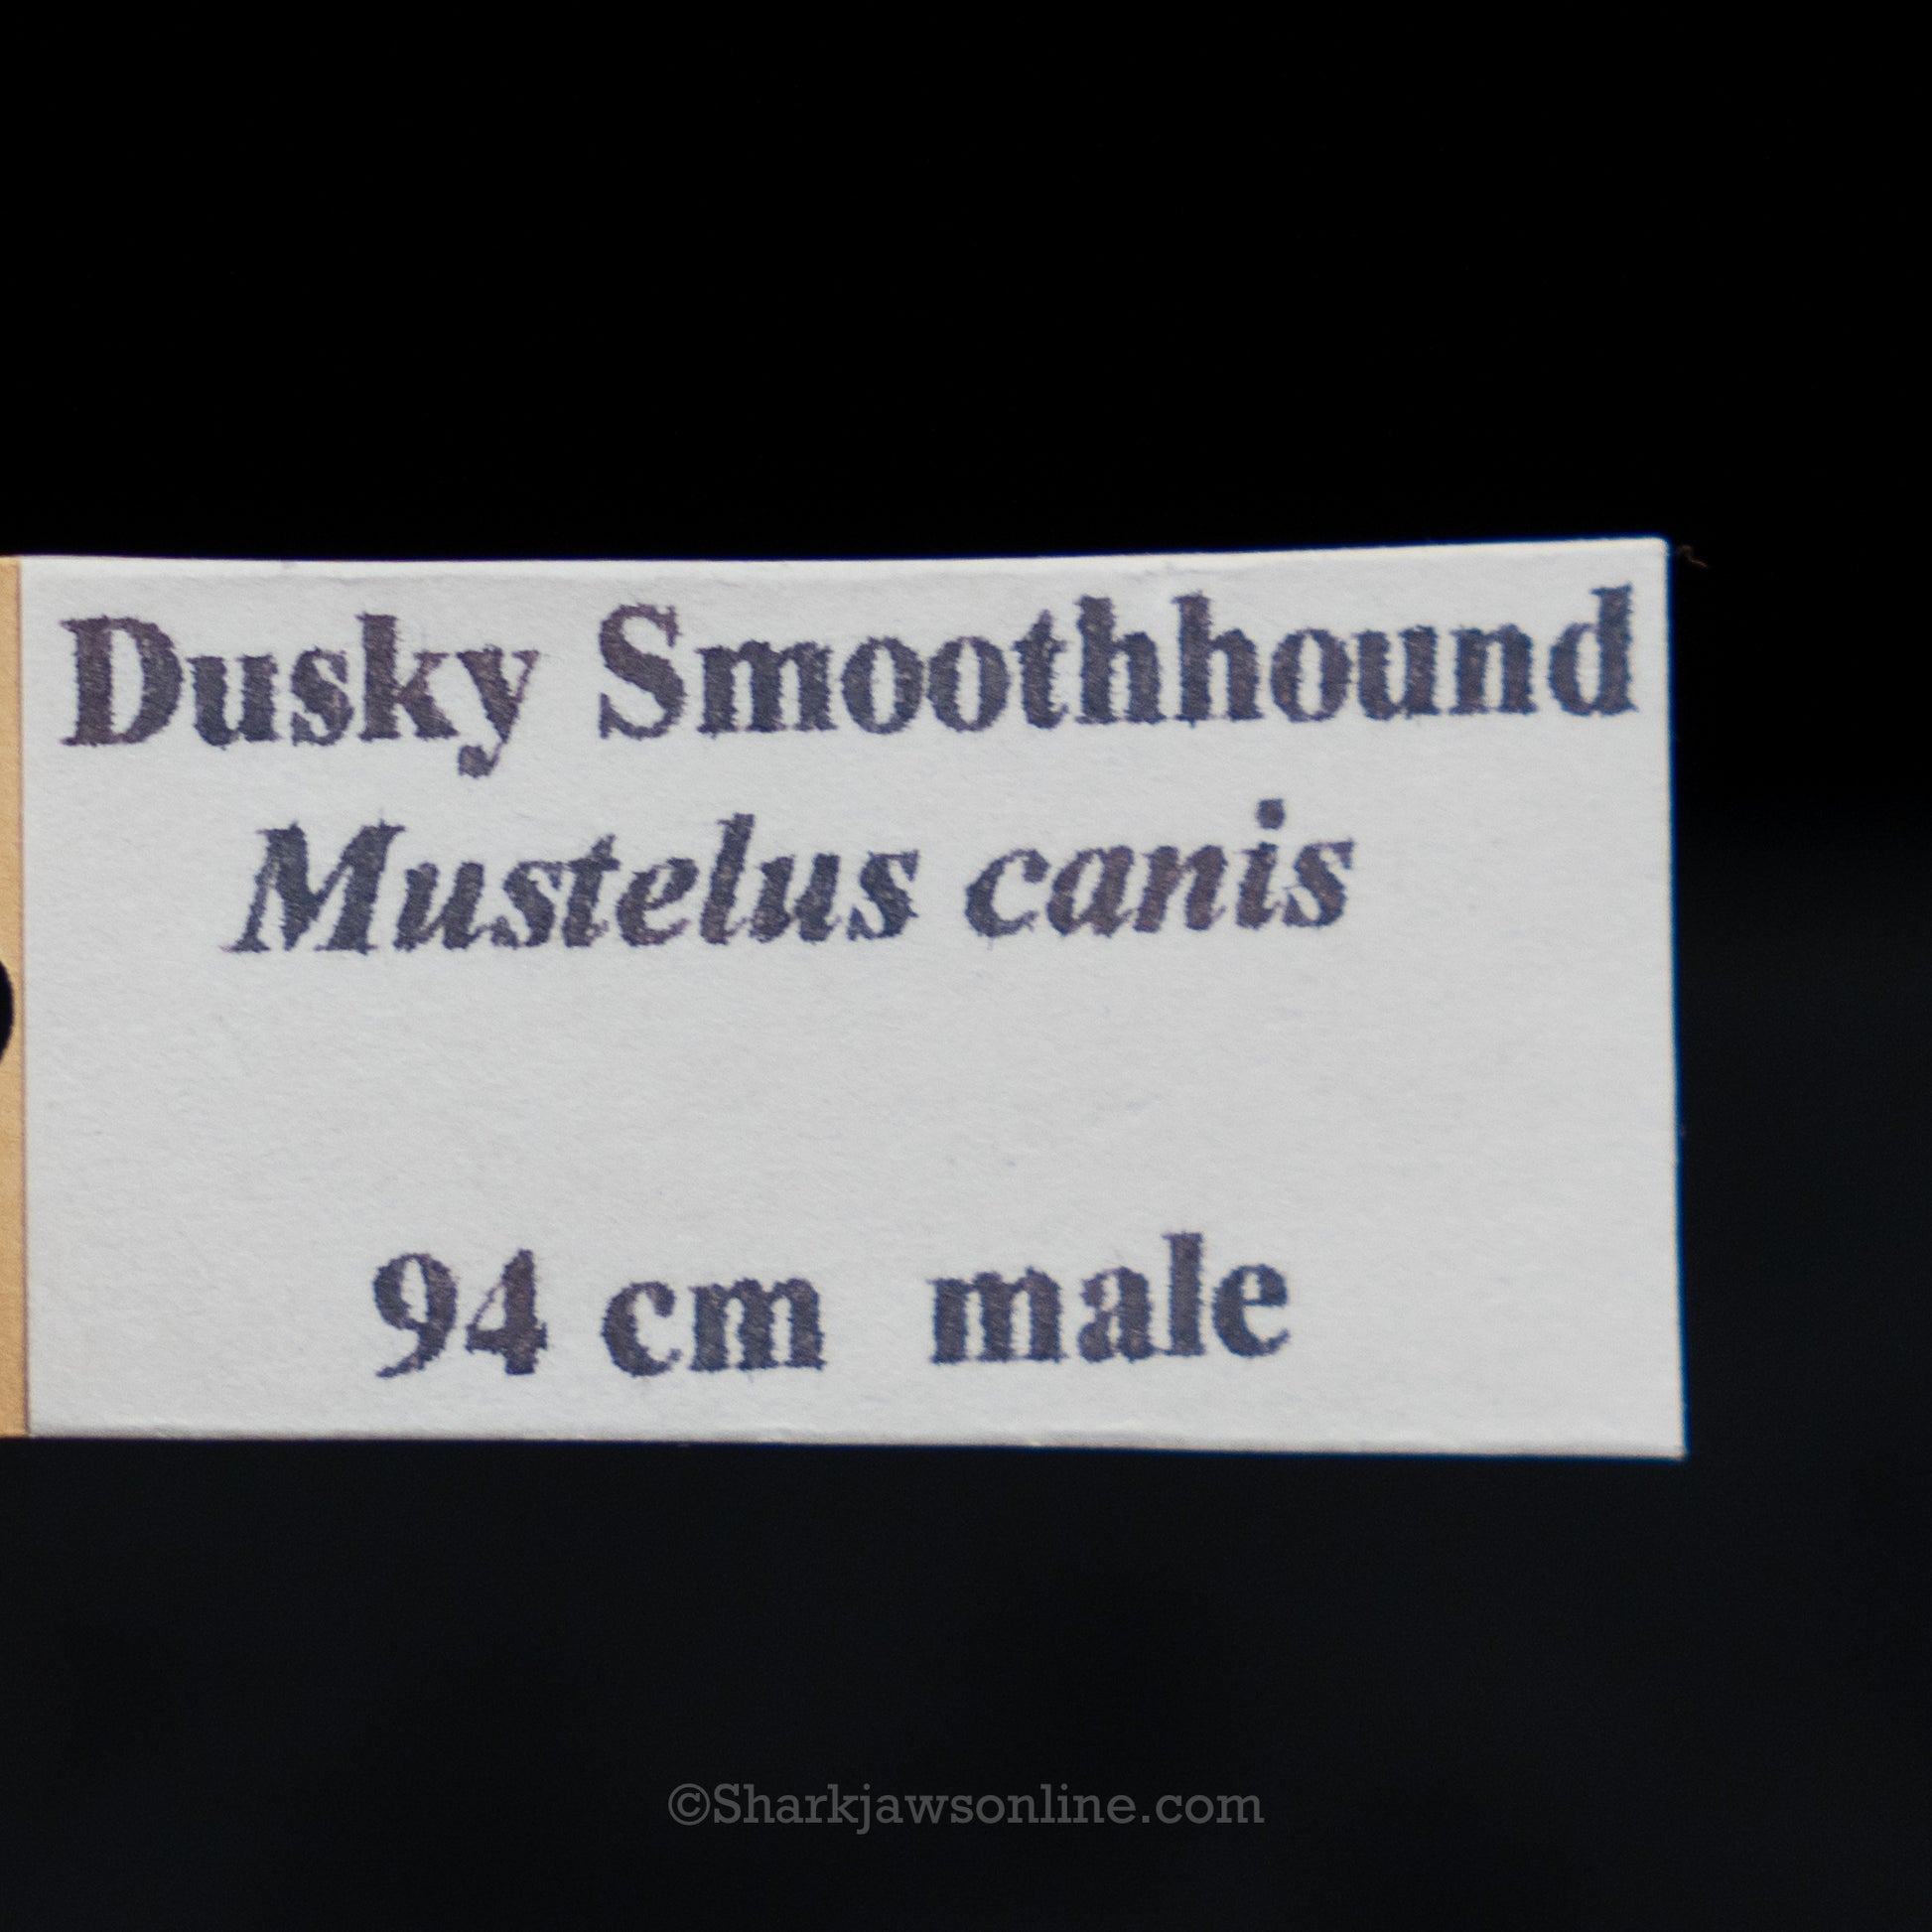 Dusky Smoothhound
Mustelus canis
94 cm male
©Sharkjawsonline.com